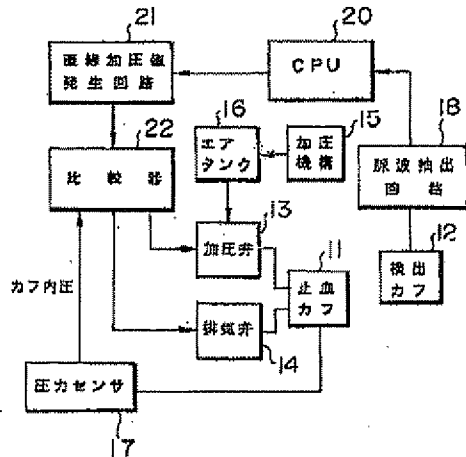 21
直線加圧値
発生回路
20
CPU
16
エア
タンク
15
加圧
機構
18
脈波抽出
回路
22
比較器
13
加圧弁
11
止血
カフ
12
検出
カフ
カフ内圧
排気弁
14
圧力センサ
17